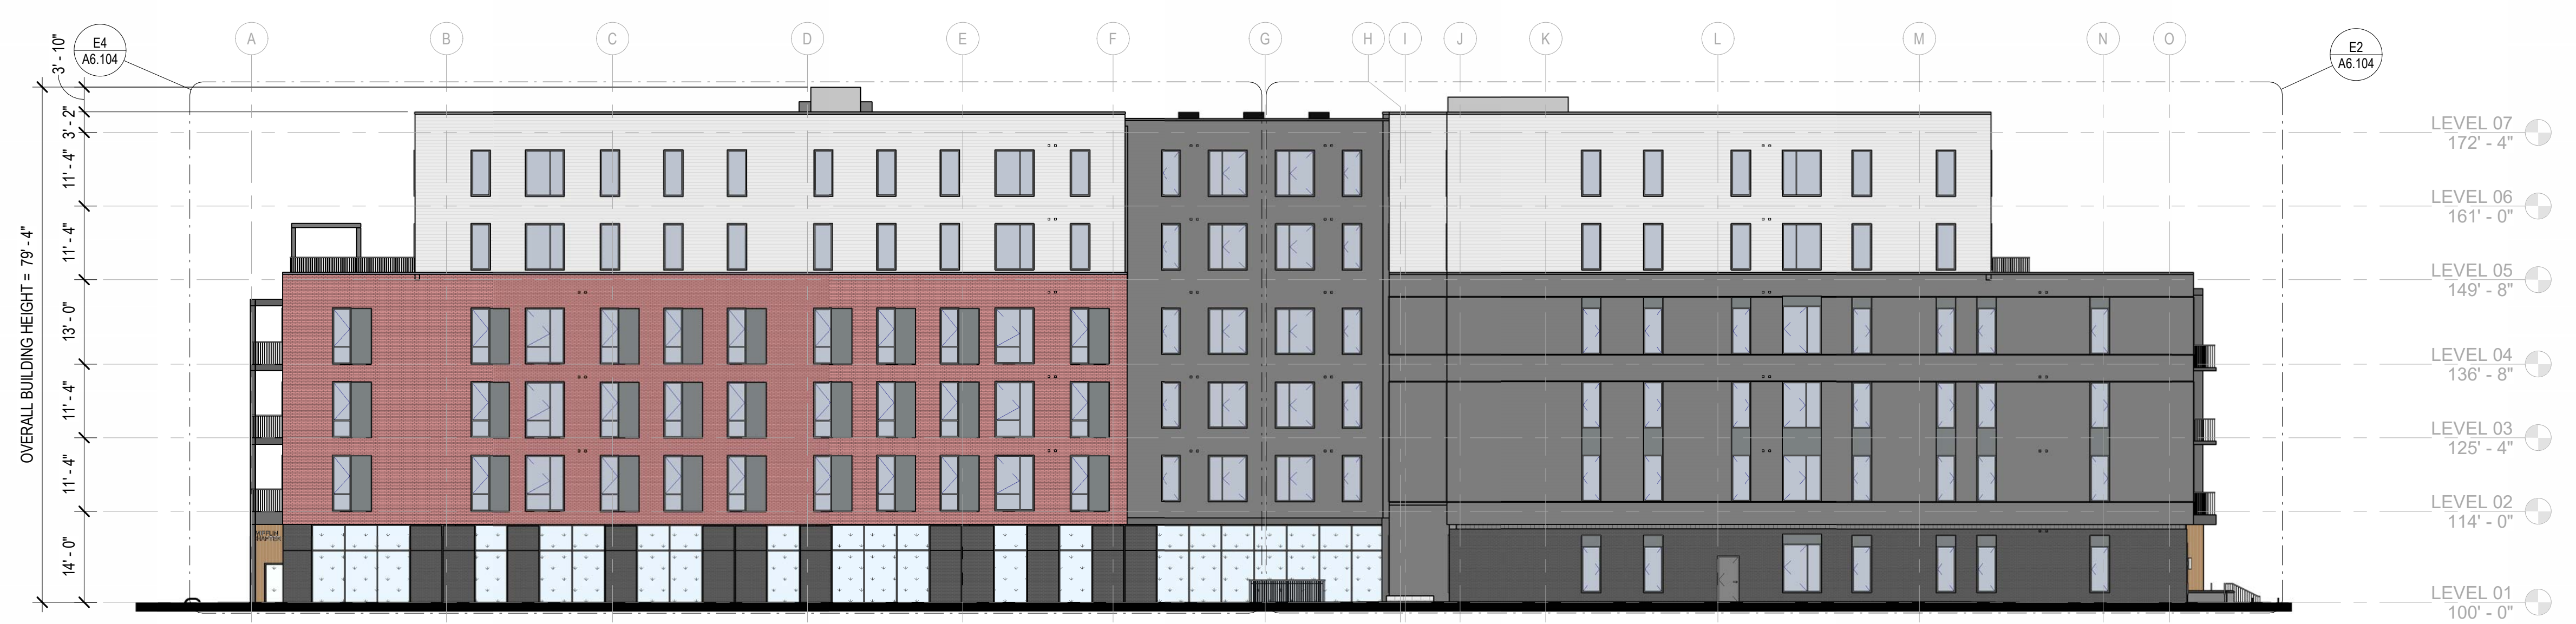 E4
A6.104
A
B
C
D
E
F
G
H
I
J
K
L
M
N
O
E2
A6.104
3' - 10"
3' - 2"
11' - 4"
11' - 4"
13' - 0"
11' - 4"
11' - 4"
14' - 0"
OVERALL BUILDING HEIGHT = 79' - 4"
LEVEL 07
172' - 4"
LEVEL 06
161' - 0"
LEVEL 05
149' - 8"
LEVEL 04
136' - 8"
LEVEL 03
125' - 4"
LEVEL 02
114' - 0"
LEVEL 01
100' - 0"